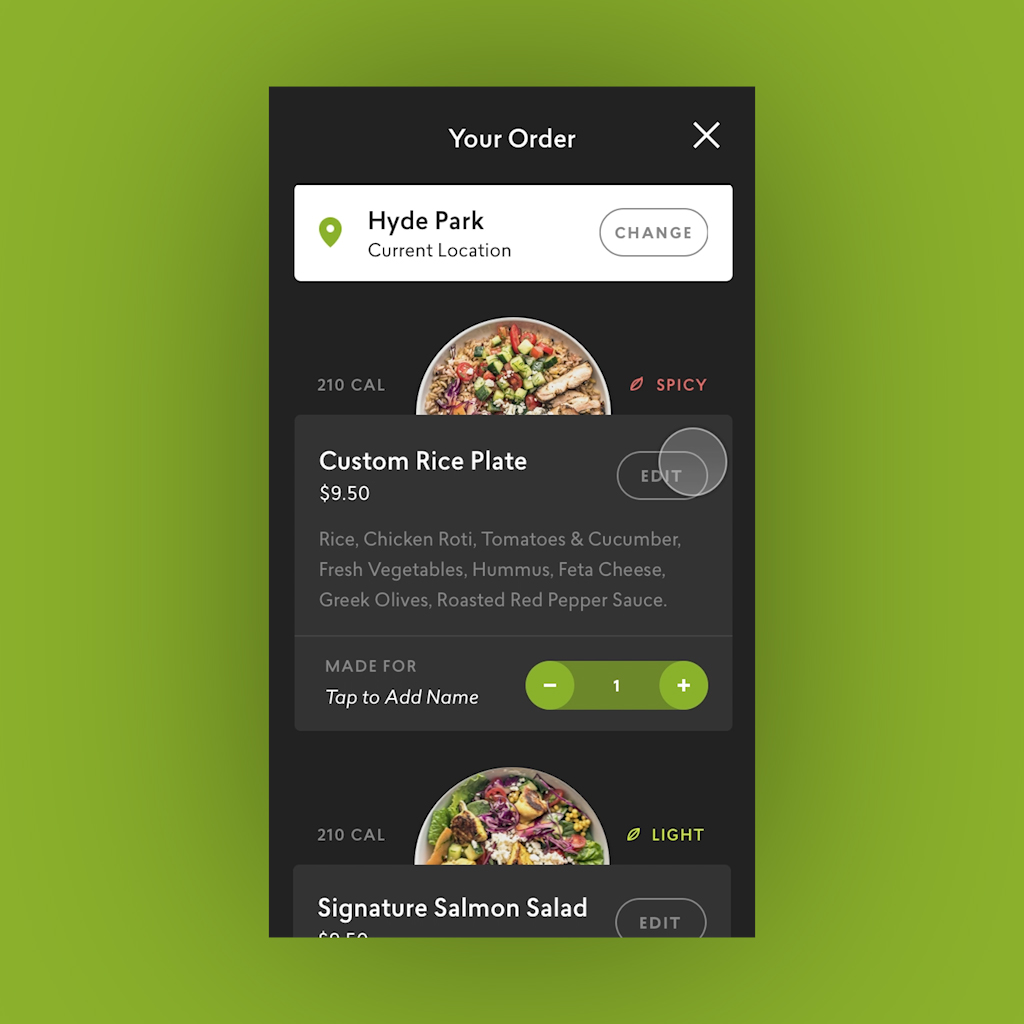 Your Order
Hyde Park
Current Location
CHANGE
210 CAL
SPICY
Custom Rice Plate
$9.50
EDIT
Rice, Chicken Roti, Tomatoes & Cucumber,
Fresh Vegetables, Hummus, Feta Cheese,
Greek Olives, Roasted Red Pepper Sauce.
MADE FOR
Tap to Add Name
1
210 CAL
LIGHT
Signature Salmon Salad
EDIT